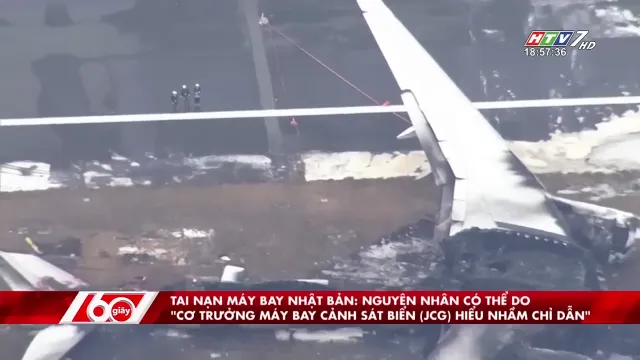 HTV7 HD
18:57:36
60 giây
TAI NẠN MÁY BAY NHẬT BẢN: NGUYÊN NHÂN CÓ THỂ DO
"CƠ TRƯỞNG MÁY BAY CẢNH SÁT BIỂN (JCG) HIỂU NHẦM CHỈ DẪN"